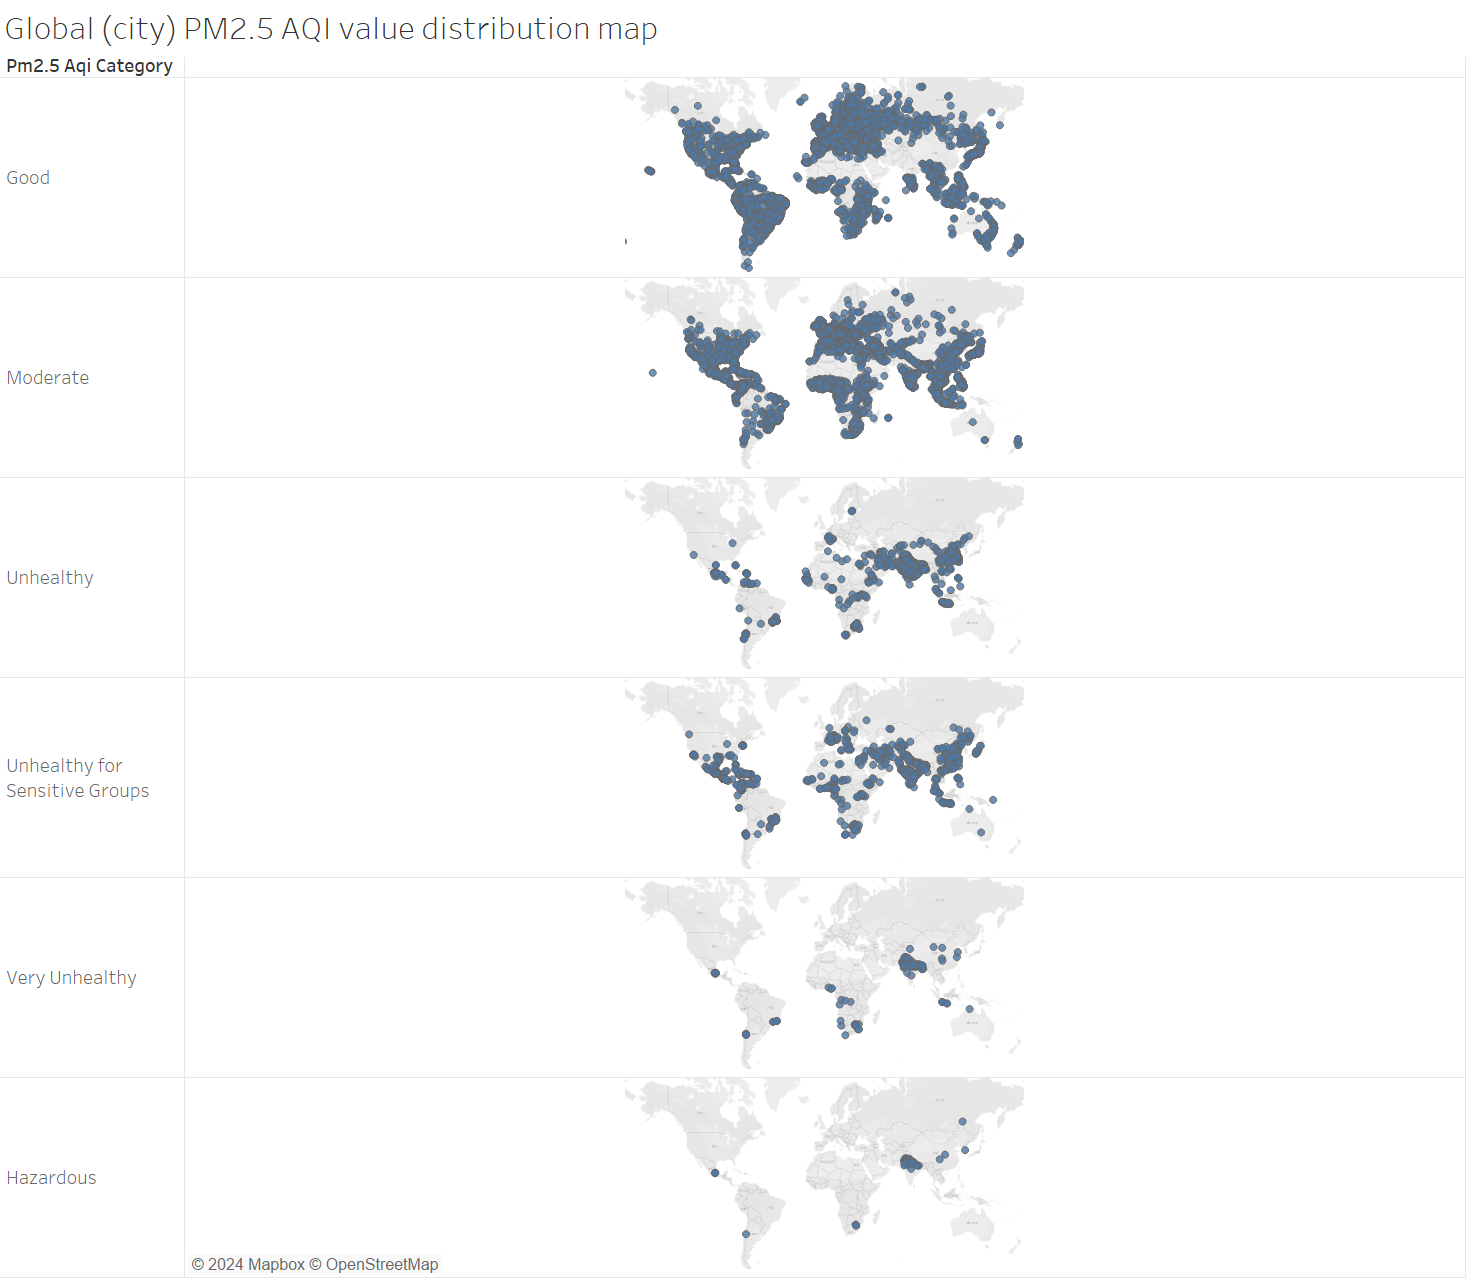 Global (city) PM2.5 AQI value distribution map
Pm2.5 Aqi Category
Good
Moderate
Unhealthy
Unhealthy for
Sensitive Groups
Very Unhealthy
Hazardous
© 2024 Mapbox © OpenStreetMap